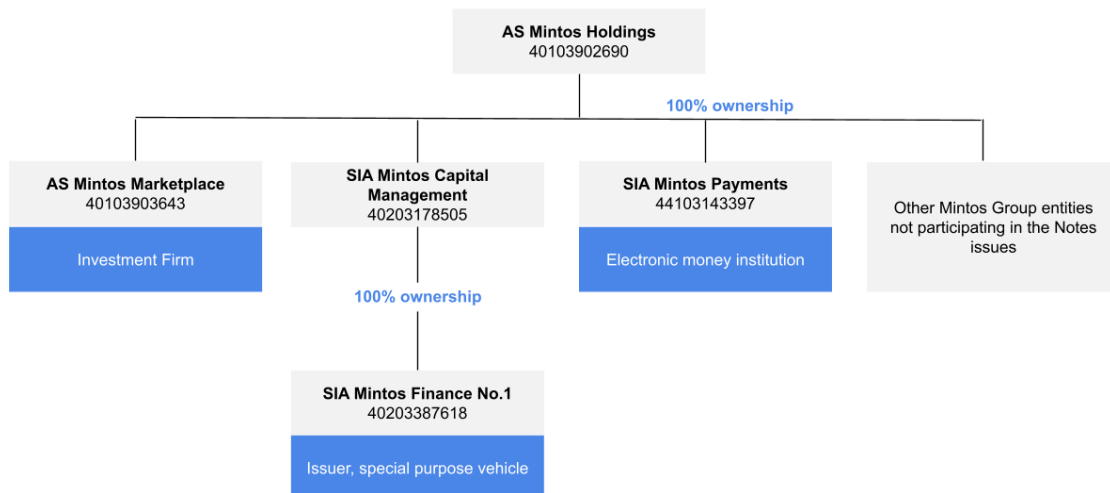 AS Mintos Holdings
40103902690
100% ownership
AS Mintos Marketplace
40103903643
Investment Firm
SIA Mintos Capital
Management
40203178505
SIA Mintos Payments
44103143397
Electronic money institution
Other Mintos Group entities
not participating in the Notes
issues
100% ownership
SIA Mintos Finance No.1
40203387618
Issuer, special purpose vehicle